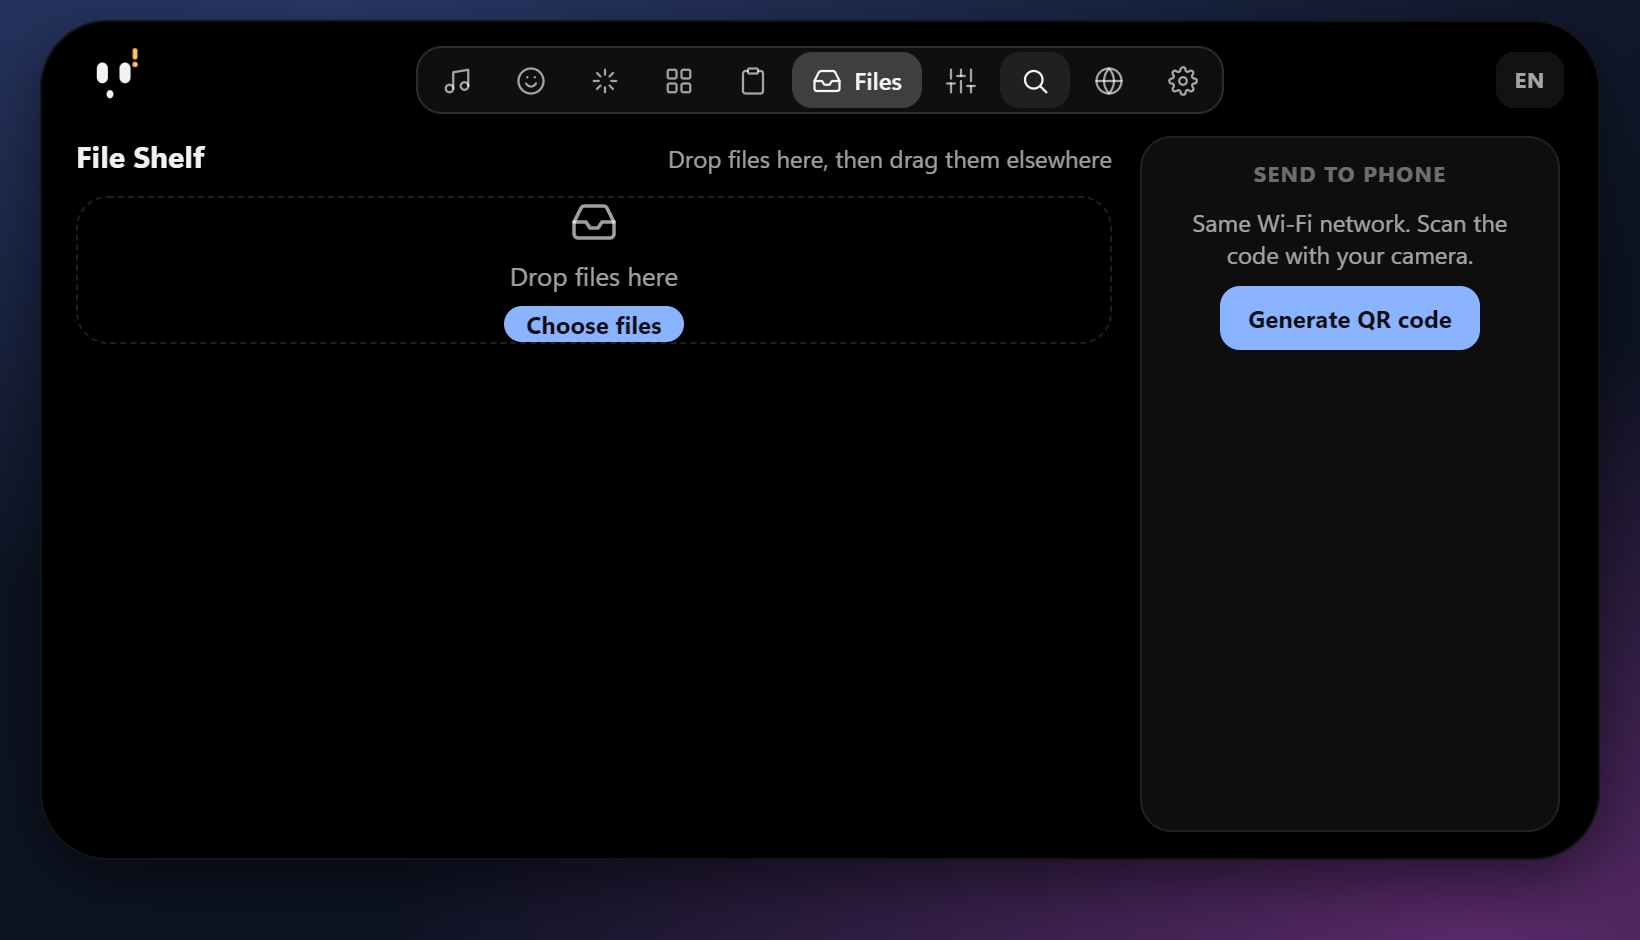 Files
EN
File Shelf
Drop files here, then drag them elsewhere
Drop files here
Choose files
SEND TO PHONE
Same Wi-Fi network. Scan the
code with your camera.
Generate QR code